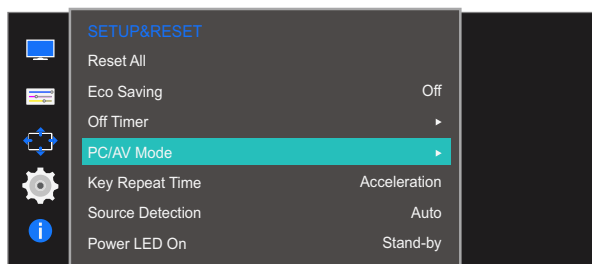 SETUP&RESET
Reset All
Eco Saving Off
Off Timer
PC/AV Mode
Key Repeat Time Acceleration
Source Detection Auto
Power LED On Stand-by